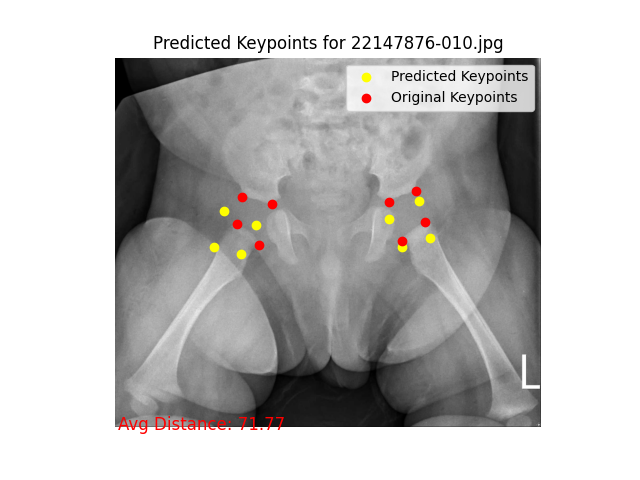 Predicted Keypoints for 22147876-010.jpg
Predicted Keypoints
Original Keypoints
L
Avg Distance: 71.77